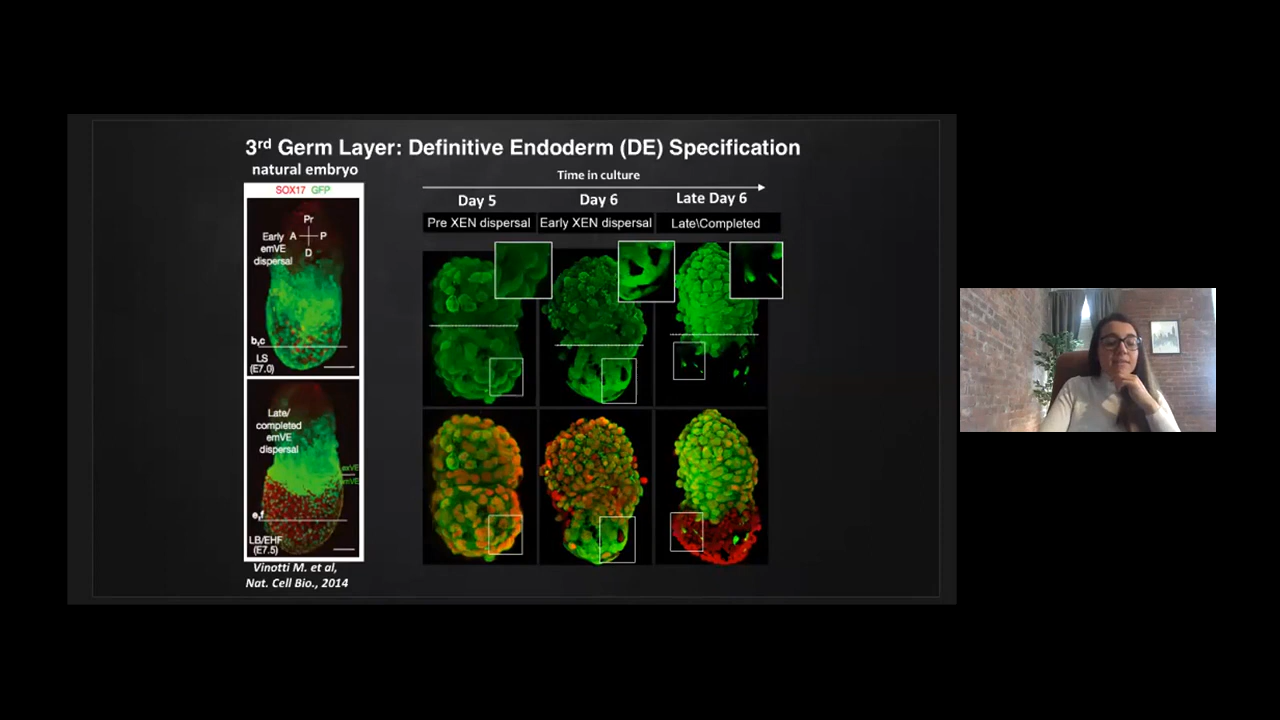 3rd Germ Layer: Definitive Endoderm (DE) Specification
natural embryo
SOX17 GFP
Pr
A P
D
Early
emVE
dispersal
b,c
LS
(E7.0)
Late/
completed
emVE
dispersal
exVE
emVE
e,f
LB/EHF
(E7.5)
Vinotti M. et al,
Nat. Cell Bio., 2014
Time in culture
Day 5
Day 6
Late Day 6
Pre XEN dispersal
Early XEN dispersal
Late\Completed